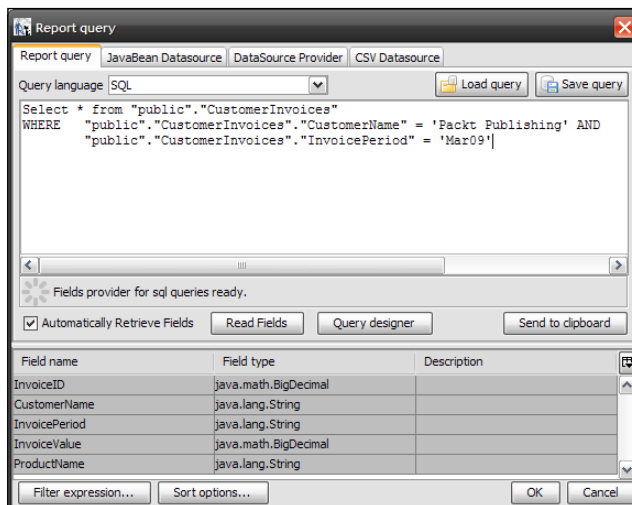 Report query
Report query JavaBean Datasource DataSource Provider CSV Datasource
Query language SQL Load query Save query
Select * from "public"."CustomerInvoices"
WHERE "public"."CustomerInvoices"."CustomerName" = 'Packt Publishing' AND
"public"."CustomerInvoices"."InvoicePeriod" = 'Mar09'
Fields provider for sql queries ready.
Automatically Retrieve Fields Read Fields Query designer Send to clipboard
Field name Field type Description
InvoiceID java.math.BigDecimal
CustomerName java.lang.String
InvoicePeriod java.lang.String
InvoiceValue java.math.BigDecimal
ProductName java.lang.String
Filter expression... Sort options... OK Cancel